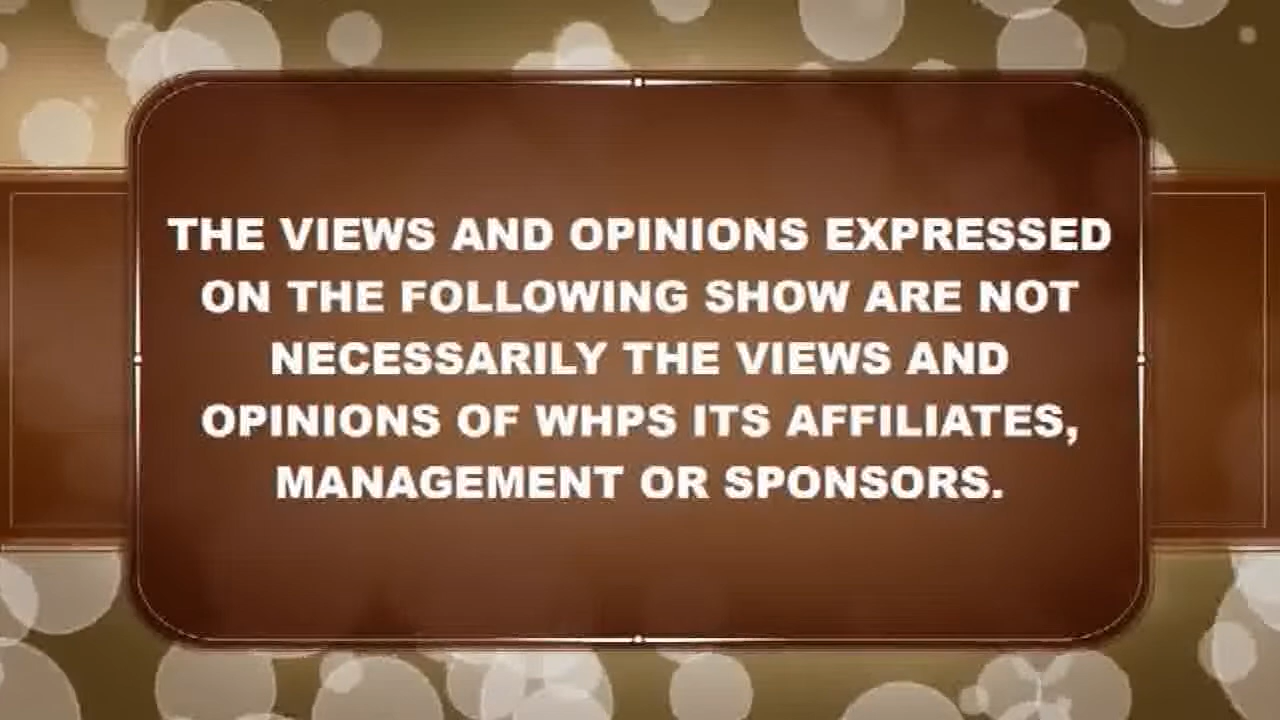 THE VIEWS AND OPINIONS EXPRESSED
ON THE FOLLOWING SHOW ARE NOT
NECESSARILY THE VIEWS AND
OPINIONS OF WHPS ITS AFFILIATES,
MANAGEMENT OR SPONSORS.